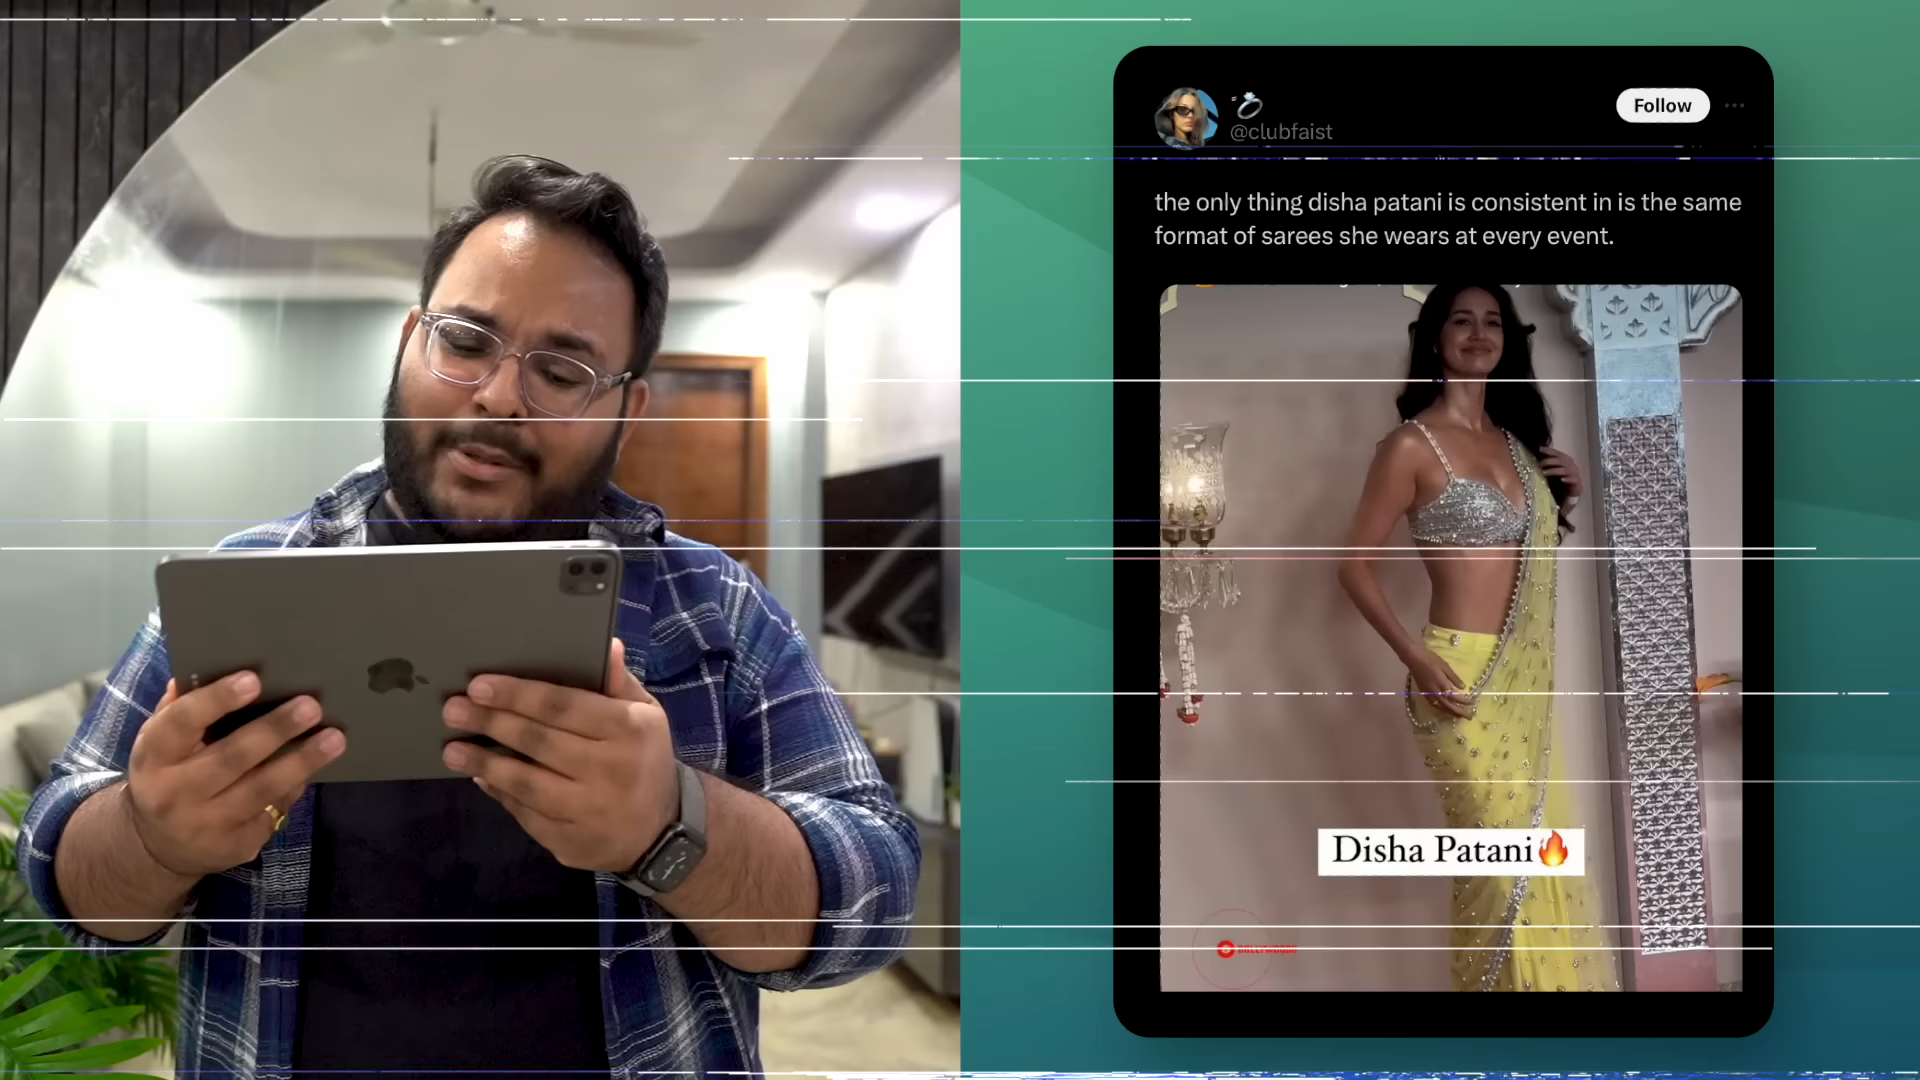 @clubfaist
Follow
the only thing disha patani is consistent in is the same
format of sarees she wears at every event.
Disha Patani🔥
BOLLYWOODS